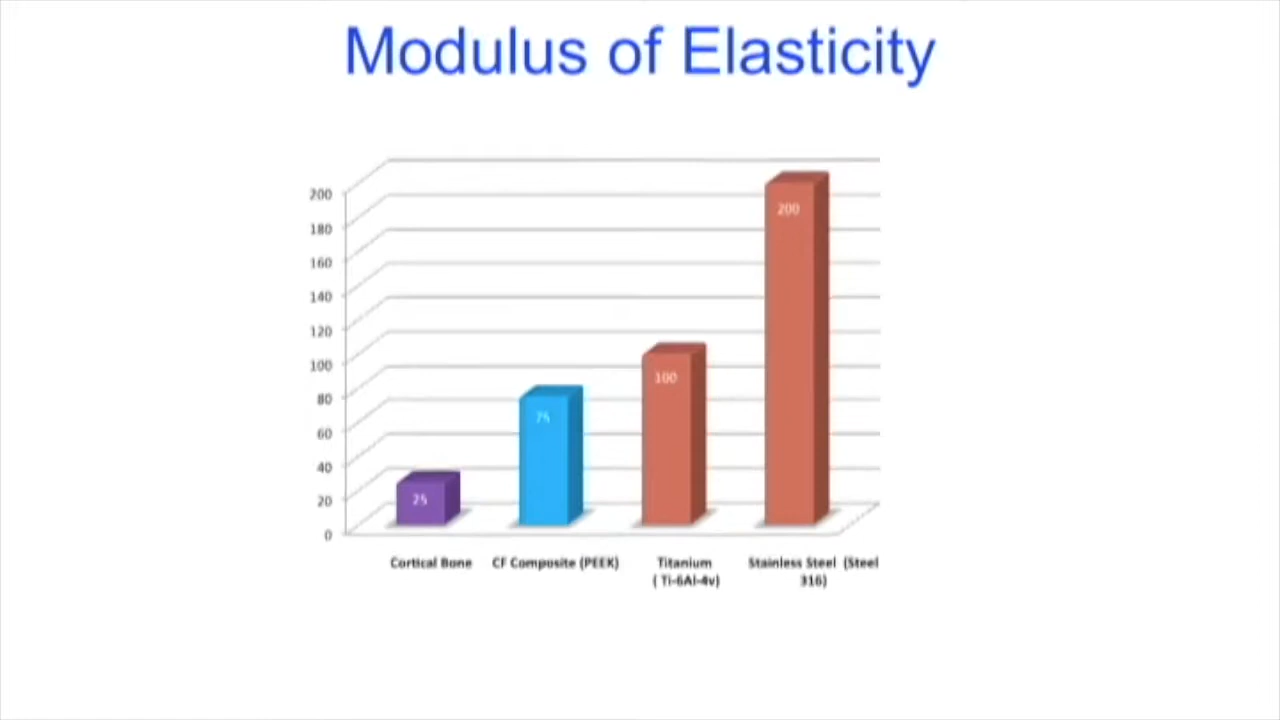 Modulus of Elasticity
200
180
160
140
120
100
80
60
40
20
0
25
75
100
200
Cortical Bone
CF Composite (PEEK)
Titanium
( Ti-6Al-4v)
Stainless Steel (Steel
316)